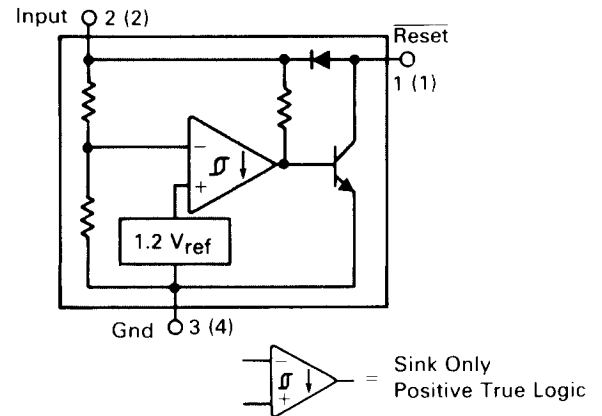 Input 2 (2)
Reset
1 (1)
−
+
1.2 Vref
Gnd 3 (4)
−
+
= Sink Only
Positive True Logic